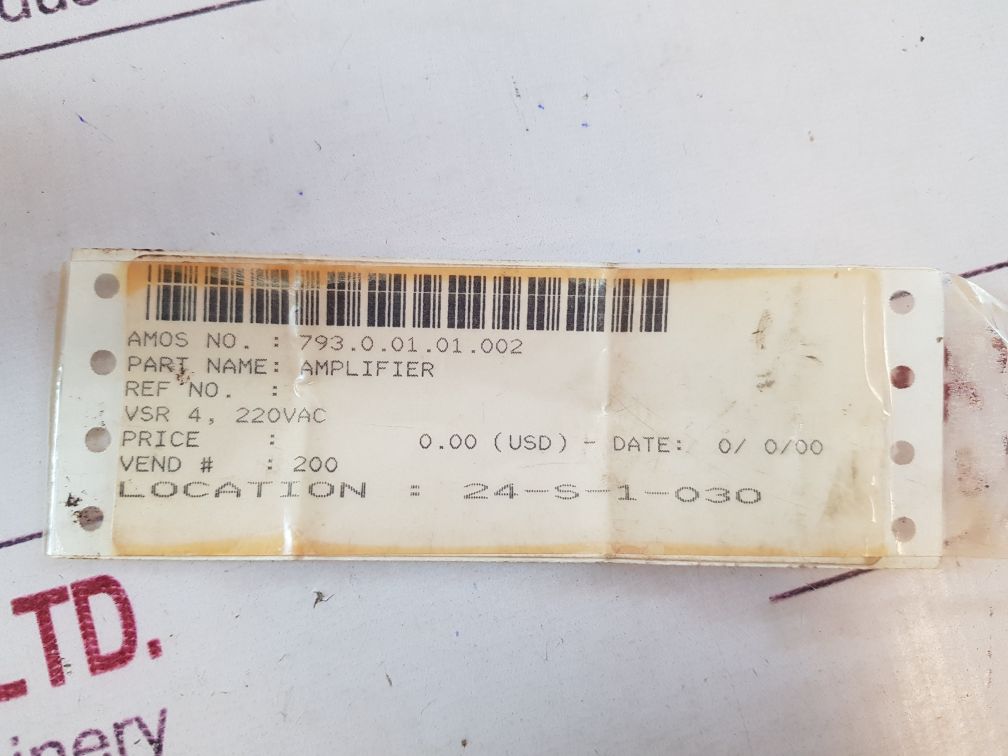 AMOS NO. : 793.0.01.01.002
PART NAME: AMPLIFIER
REF NO. :
VSR 4, 220VAC
PRICE : 0.00 (USD) - DATE: 0/ 0/00
VEND # : 200
LOCATION : 24-S-1-030
LTD.